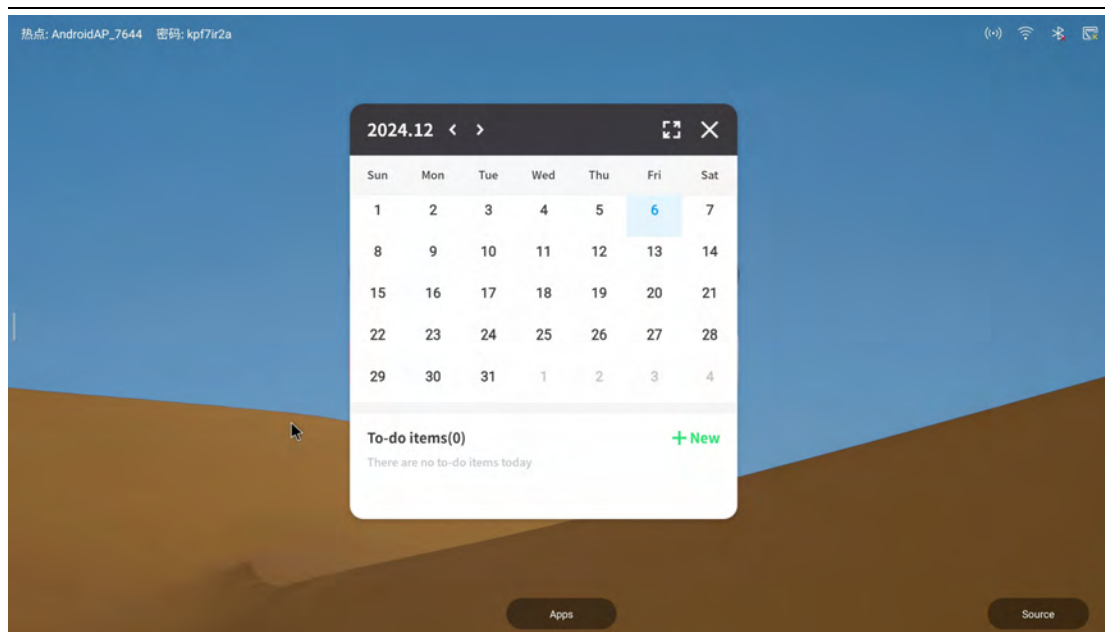 热点: AndroidAP_7644 密码: kpf7ir2a
2024.12 < >
Sun Mon Tue Wed Thu Fri Sat
1 2 3 4 5 6 7
8 9 10 11 12 13 14
15 16 17 18 19 20 21
22 23 24 25 26 27 28
29 30 31 1 2 3 4
To-do items(0) + New
There are no to-do items today
Apps Source